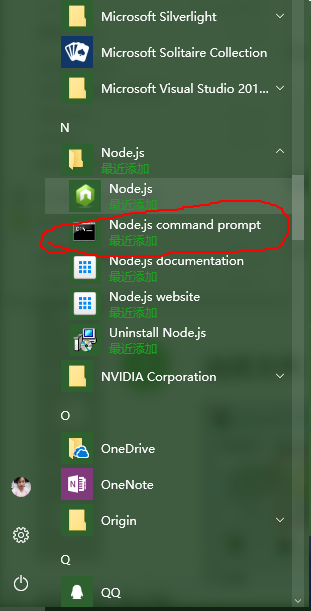 Microsoft Silverlight
Microsoft Solitaire Collection
Microsoft Visual Studio 201...
N
Node.js
最近添加
Node.js
最近添加
Node.js command prompt
最近添加
Node.js documentation
最近添加
Node.js website
最近添加
Uninstall Node.js
最近添加
NVIDIA Corporation
O
OneDrive
OneNote
Origin
Q
QQ